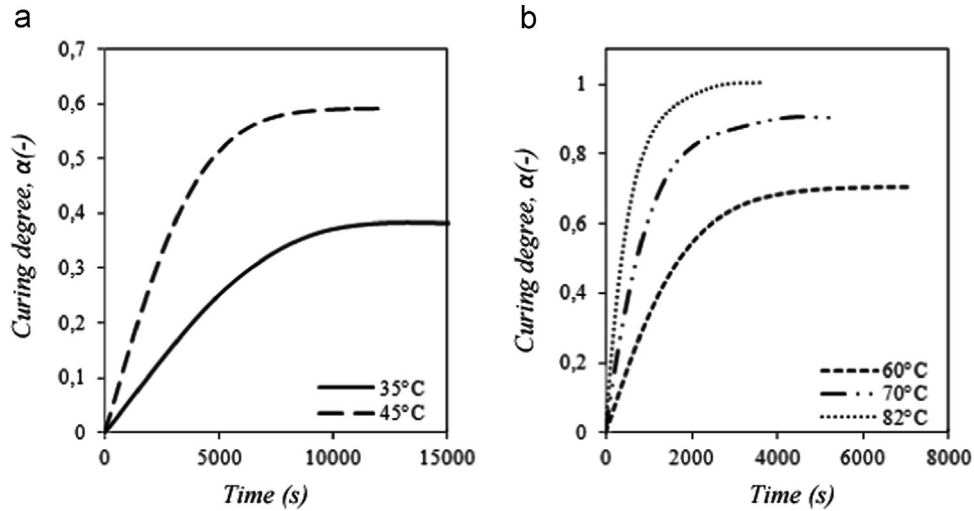 a
0,7
0,6
0,5
0,4
0,3
0,2
0,1
0
Curing degree, α(-)
35°C
45°C
0 5000 10000 15000
Time (s)
b
1
0,8
0,6
0,4
0,2
0
Curing degree, α(-)
60°C
70°C
82°C
0 2000 4000 6000 8000
Time (s)